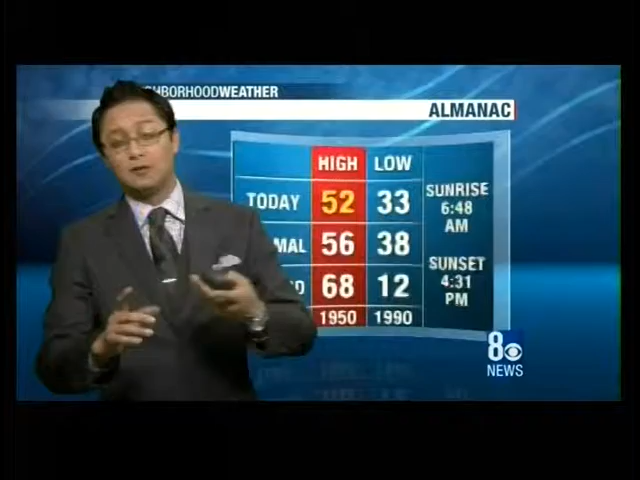 HBORHOODWEATHER
ALMANAC
HIGH LOW
TODAY 52 33
MAL 56 38
D 68 12
1950 1990
SUNRISE
6:48
AM
SUNSET
4:31
PM
8
NEWS